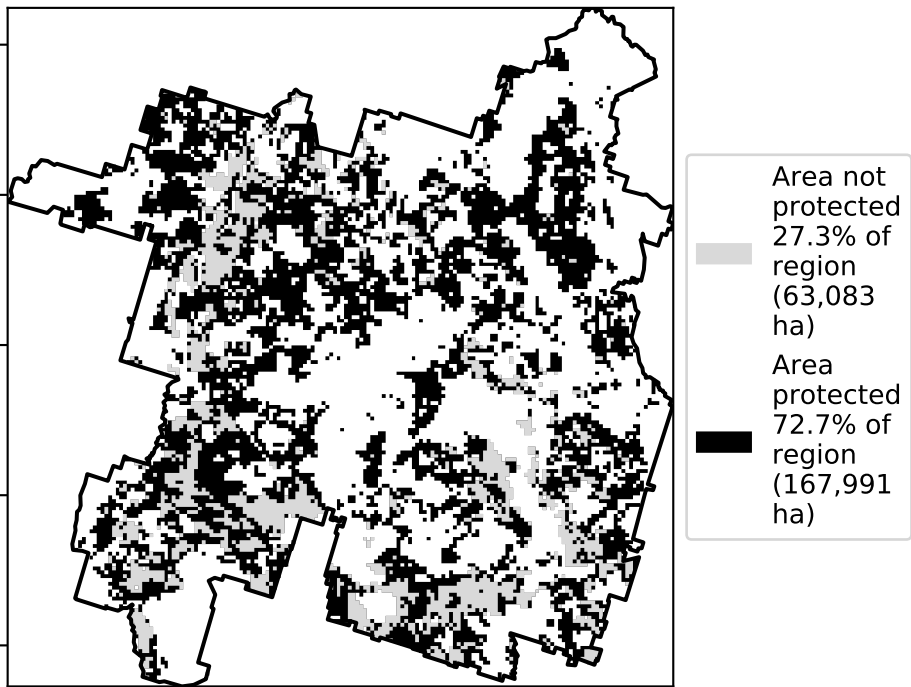 Area not
protected
27.3% of
region
(63,083
ha)
Area
protected
72.7% of
region
(167,991
ha)